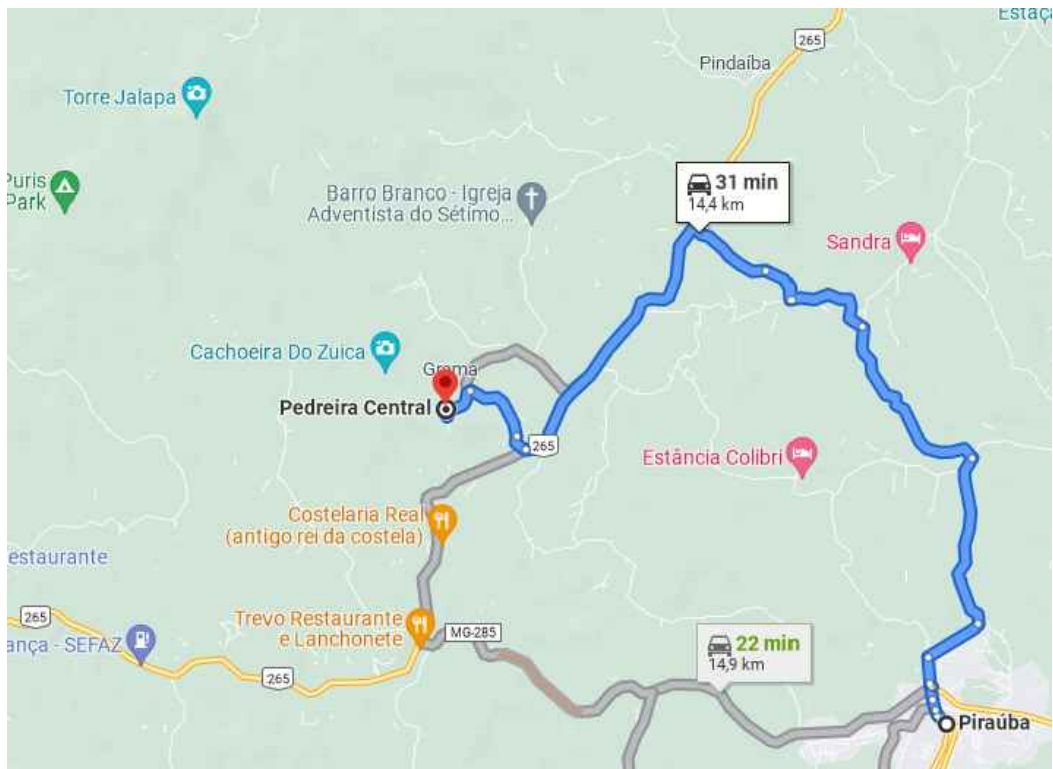 Estaç
265
Pindaíba
Torre Jalapa
Puris
Park
31 min
14,4 km
Barro Branco - Igreja
Adventista do Sétimo...
Sandra
Cachoeira Do Zuica
Grama
Pedreira Central
265
Estância Colibri
Costelaria Real
(antigo rei da costela)
estaurante
265
Trevo Restaurante
e Lanchonete
MG-285
ança - SEFAZ
22 min
14,9 km
265
Piraúba